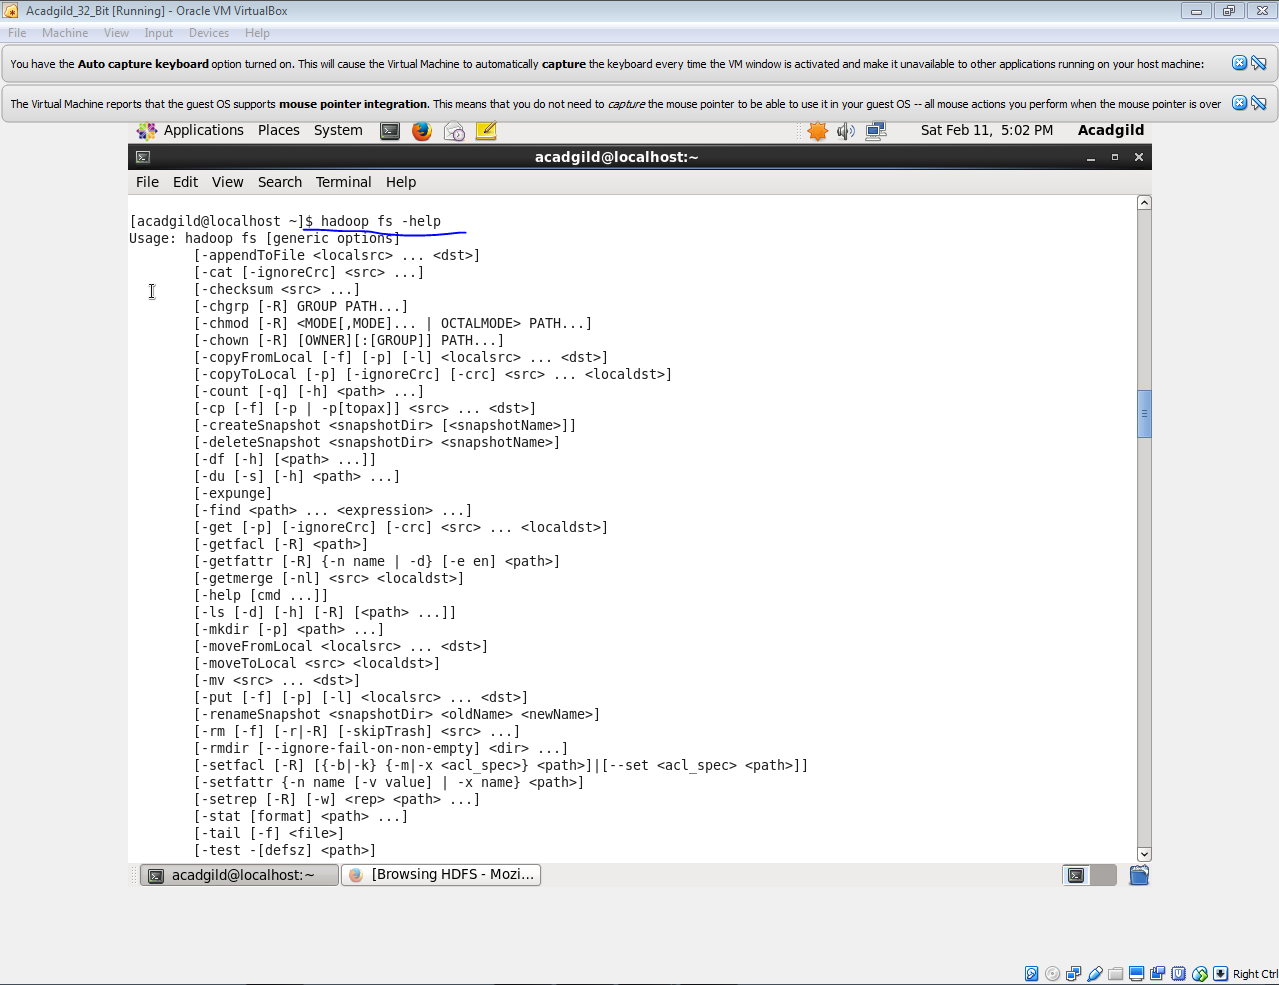 Acadgild_32_Bit [Running] - Oracle VM VirtualBox
File Machine View Input Devices Help
You have the Auto capture keyboard option turned on. This will cause the Virtual Machine to automatically capture the keyboard every time the VM window is activated and make it unavailable to other applications running on your host machine:
The Virtual Machine reports that the guest OS supports mouse pointer integration. This means that you do not need to capture the mouse pointer to be able to use it in your guest OS -- all mouse actions you perform when the mouse pointer is over
Applications Places System Sat Feb 11, 5:02 PM Acadgild
acadgild@localhost:~
File Edit View Search Terminal Help
[acadgild@localhost ~]$ hadoop fs -help
Usage: hadoop fs [generic options]
[-appendToFile <localsrc> ... <dst>]
[-cat [-ignoreCrc] <src> ...]
[-checksum <src> ...]
[-chgrp [-R] GROUP PATH...]
[-chmod [-R] <MODE[,MODE]... | OCTALMODE> PATH...]
[-chown [-R] [OWNER][:[GROUP]] PATH...]
[-copyFromLocal [-f] [-p] [-l] <localsrc> ... <dst>]
[-copyToLocal [-p] [-ignoreCrc] [-crc] <src> ... <localdst>]
[-count [-q] [-h] <path> ...]
[-cp [-f] [-p | -p[topax]] <src> ... <dst>]
[-createSnapshot <snapshotDir> [<snapshotName>]]
[-deleteSnapshot <snapshotDir> <snapshotName>]
[-df [-h] [<path> ...]]
[-du [-s] [-h] <path> ...]
[-expunge]
[-find <path> ... <expression> ...]
[-get [-p] [-ignoreCrc] [-crc] <src> ... <localdst>]
[-getfacl [-R] <path>]
[-getfattr [-R] {-n name | -d} [-e en] <path>]
[-getmerge [-nl] <src> <localdst>]
[-help [cmd ...]]
[-ls [-d] [-h] [-R] [<path> ...]]
[-mkdir [-p] <path> ...]
[-moveFromLocal <localsrc> ... <dst>]
[-moveToLocal <src> <localdst>]
[-mv <src> ... <dst>]
[-put [-f] [-p] [-l] <localsrc> ... <dst>]
[-renameSnapshot <snapshotDir> <oldName> <newName>]
[-rm [-f] [-r|-R] [-skipTrash] <src> ...]
[-rmdir [--ignore-fail-on-non-empty] <dir> ...]
[-setfacl [-R] [{-b|-k} {-m|-x <acl_spec>} <path>]|[--set <acl_spec> <path>]]
[-setfattr {-n name [-v value] | -x name} <path>]
[-setrep [-R] [-w] <rep> <path> ...]
[-stat [format] <path> ...]
[-tail [-f] <file>]
[-test -[defsz] <path>]
acadgild@localhost:~ [Browsing HDFS - Mozi...
Right Ctrl